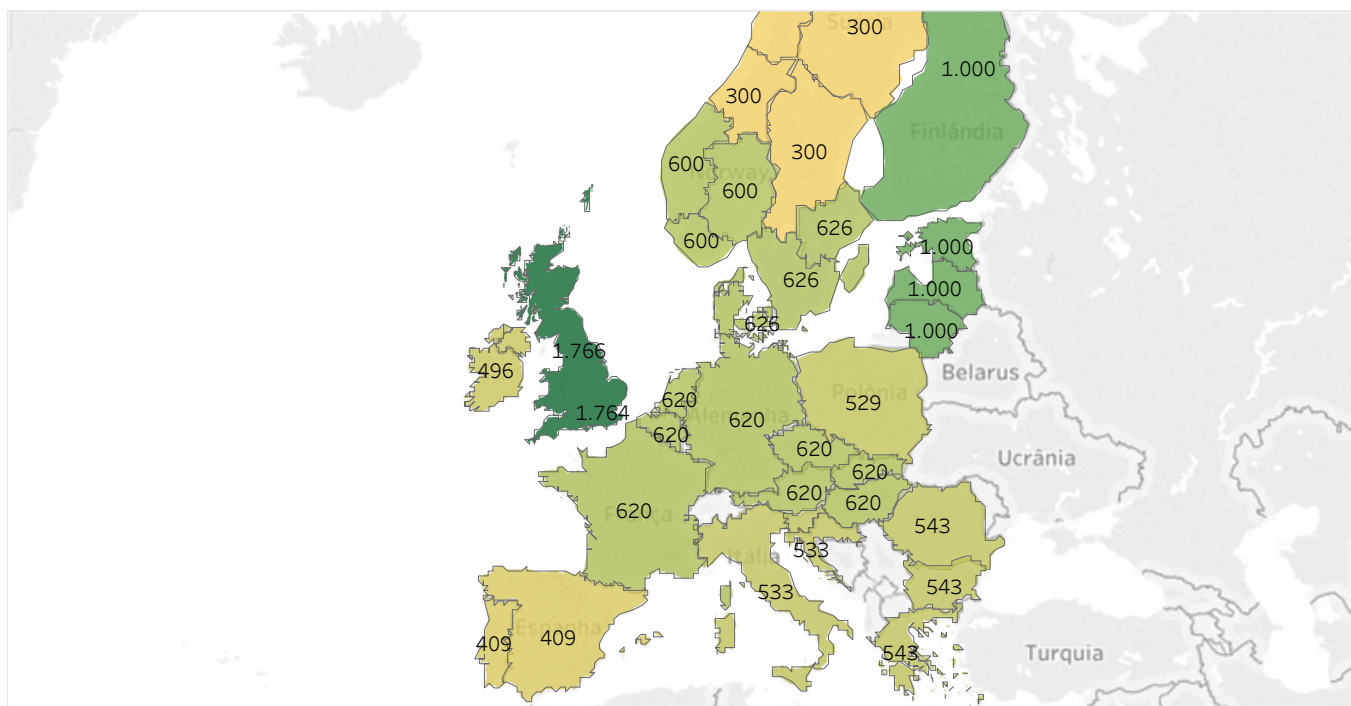 Suécia
300
1.000
300
Finlândia
600
300
Norway
600
626
600
1.000
626
1.000
626
1.000
1.766
496
Belarus
620
Polônia
529
1.764
Alemanha
620
620
620
Ucrânia
620
620
620
620
França
543
533
Itália
543
533
Espanha
409
409
543
Turquia